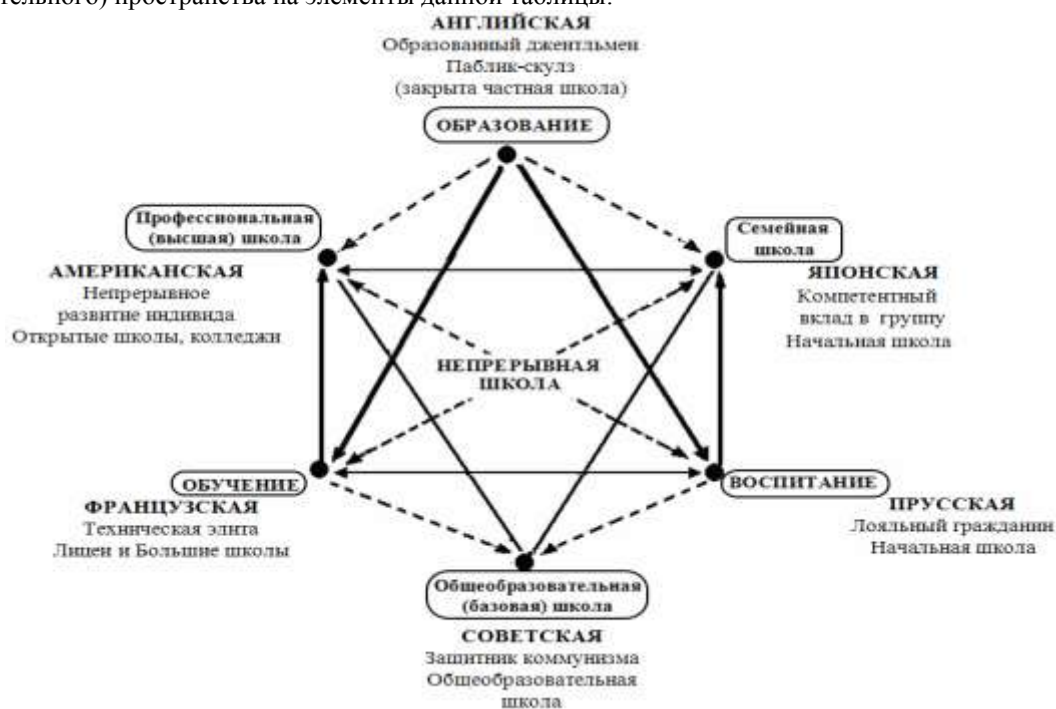 тельного) пространства на элементы данной таблицы.
АНГЛИЙСКАЯ
Образованный джентльмен
Паблик-скулз
(закрыта частная школа)
ОБРАЗОВАНИЕ
Профессиональная
(высшая) школа
АМЕРИКАНСКАЯ
Непрерывное
развитие индивида
Открытые школы, колледжи
Семейная
школа
ЯПОНСКАЯ
Компетентный
вклад в группу
Начальная школа
НЕПРЕРЫВНАЯ
ШКОЛА
ОБУЧЕНИЕ
ФРАНЦУЗСКАЯ
Техническая элита
Лицеи и Большие школы
ВОСПИТАНИЕ
ПРУССКАЯ
Лояльный гражданин
Начальная школа
Общеобразовательная
(базовая) школа
СОВЕТСКАЯ
Защитник коммунизма
Общеобразовательная
школа